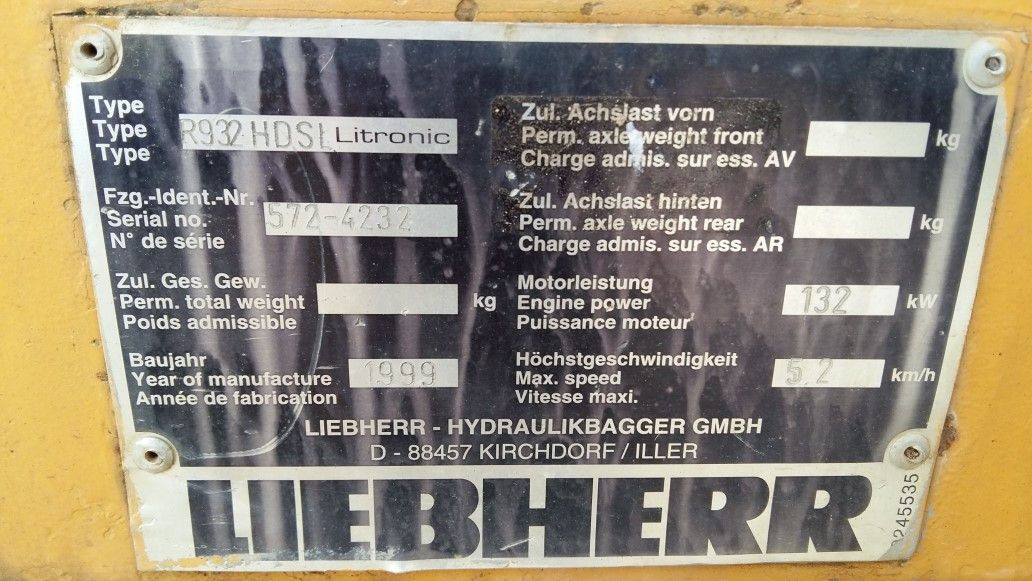 Type
Type
Type
R932 HDSL Litronic
Fzg.-Ident.-Nr.
Serial no.
N° de série
572-4232
Zul. Ges. Gew.
Perm. total weight
Poids admissible
kg
Baujahr
Year of manufacture
Année de fabrication
1999
Zul. Achslast vorn
Perm. axle weight front
Charge admis. sur ess. AV
kg
Zul. Achslast hinten
Perm. axle weight rear
Charge admis. sur ess. AR
kg
Motorleistung
Engine power
Puissance moteur
132 kW
Höchstgeschwindigkeit
Max. speed
Vitesse maxi.
5.2 km/h
LIEBHERR - HYDRAULIKBAGGER GMBH
D - 88457 KIRCHDORF / ILLER
LIEBHERR